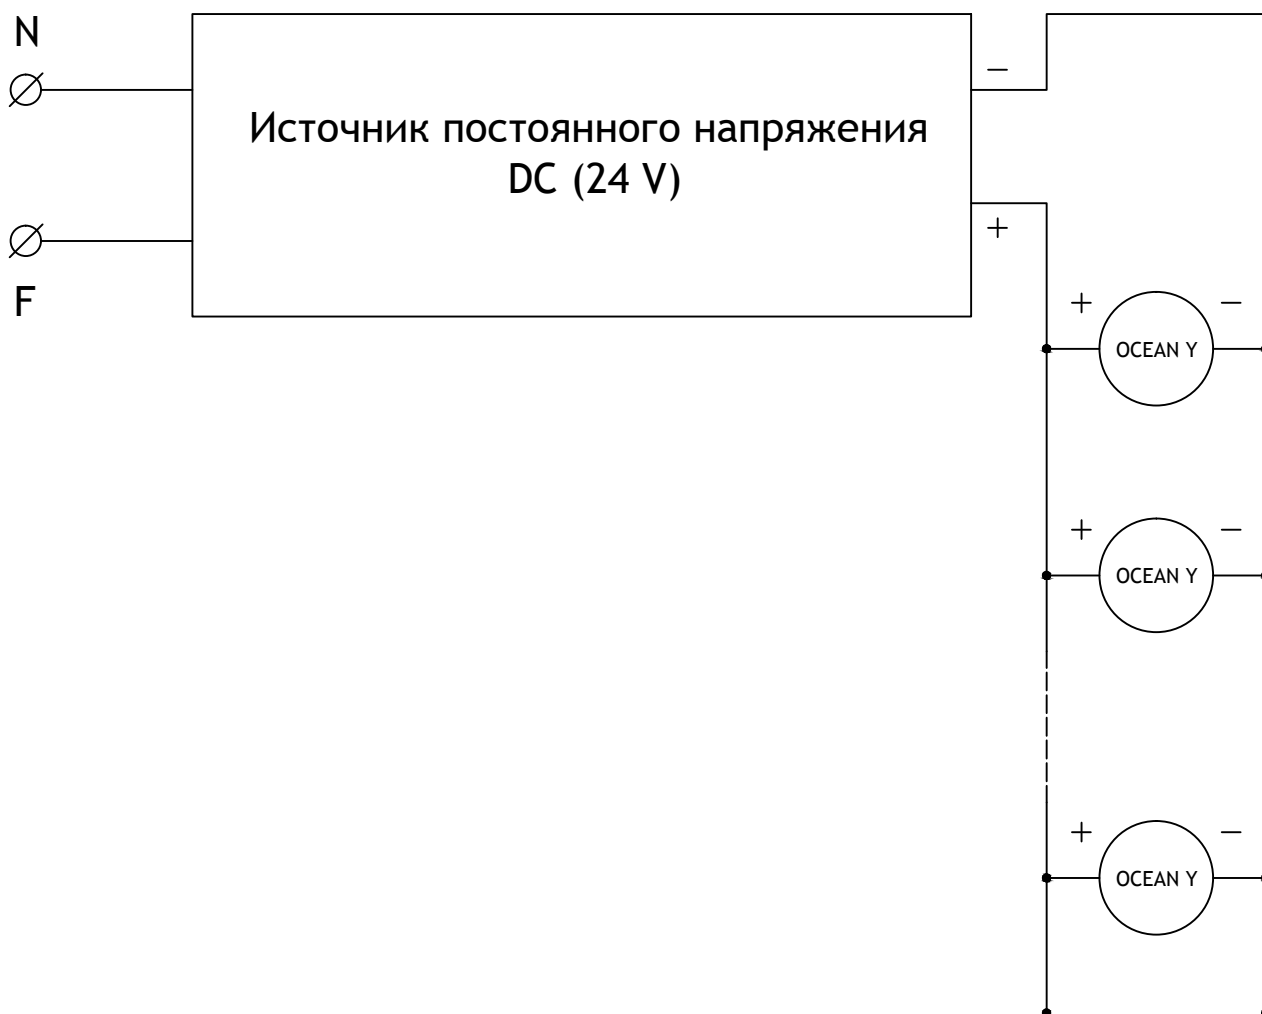 N
−
Источник постоянного напряжения
DC (24 V)
+
F
+ −
OCEAN Y
+ −
OCEAN Y
+ −
OCEAN Y